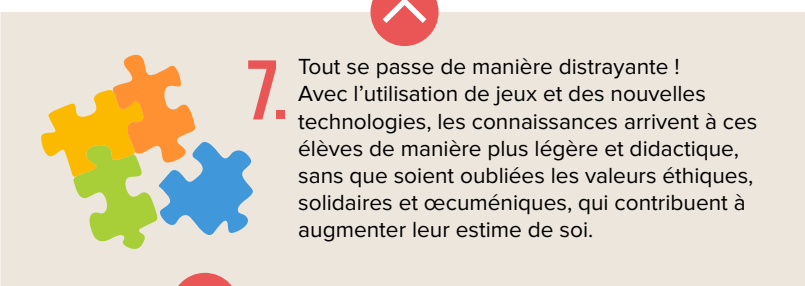 7.
Tout se passe de manière distrayante !
Avec l’utilisation de jeux et des nouvelles
technologies, les connaissances arrivent à ces
élèves de manière plus légère et didactique,
sans que soient oubliées les valeurs éthiques,
solidaires et œcuméniques, qui contribuent à
augmenter leur estime de soi.